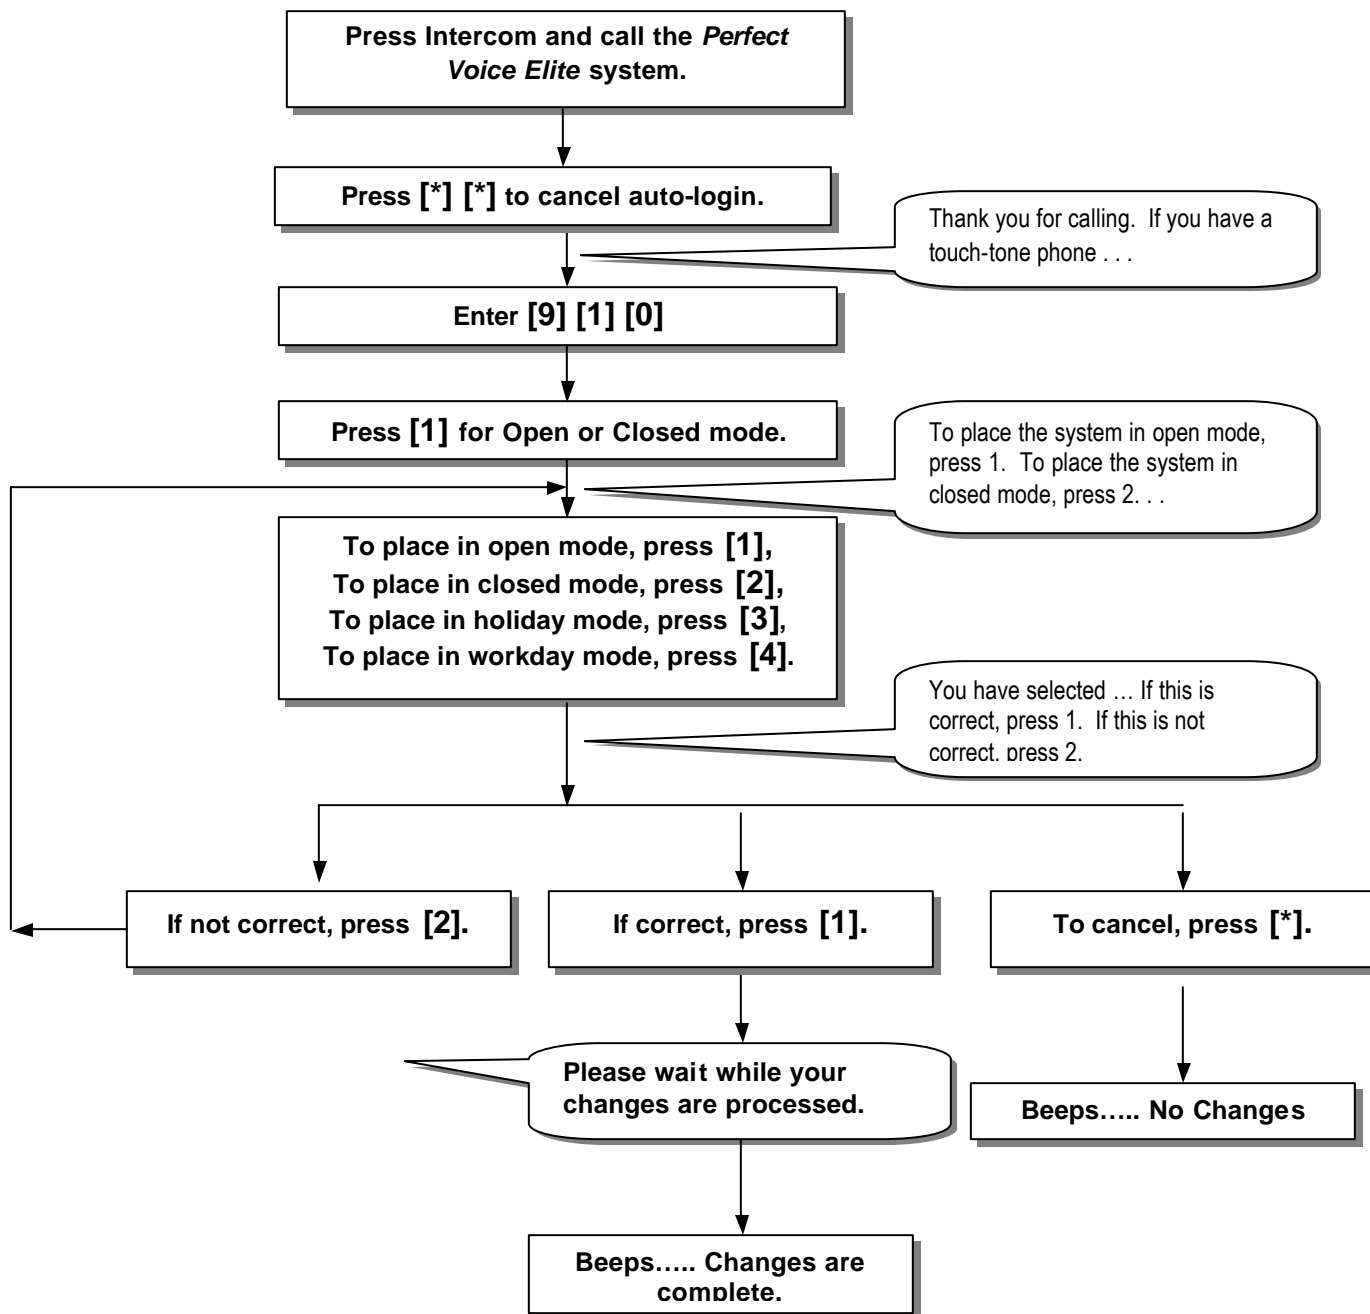 Press Intercom and call the Perfect
Voice Elite system.
Press [*] [*] to cancel auto-login.
Thank you for calling. If you have a
touch-tone phone . . .
Enter [9] [1] [0]
Press [1] for Open or Closed mode.
To place the system in open mode,
press 1. To place the system in
closed mode, press 2. . .
To place in open mode, press [1],
To place in closed mode, press [2],
To place in holiday mode, press [3],
To place in workday mode, press [4].
You have selected … If this is
correct, press 1. If this is not
correct, press 2.
If not correct, press [2].
If correct, press [1].
To cancel, press [*].
Please wait while your
changes are processed.
Beeps….. No Changes
Beeps….. Changes are
complete.